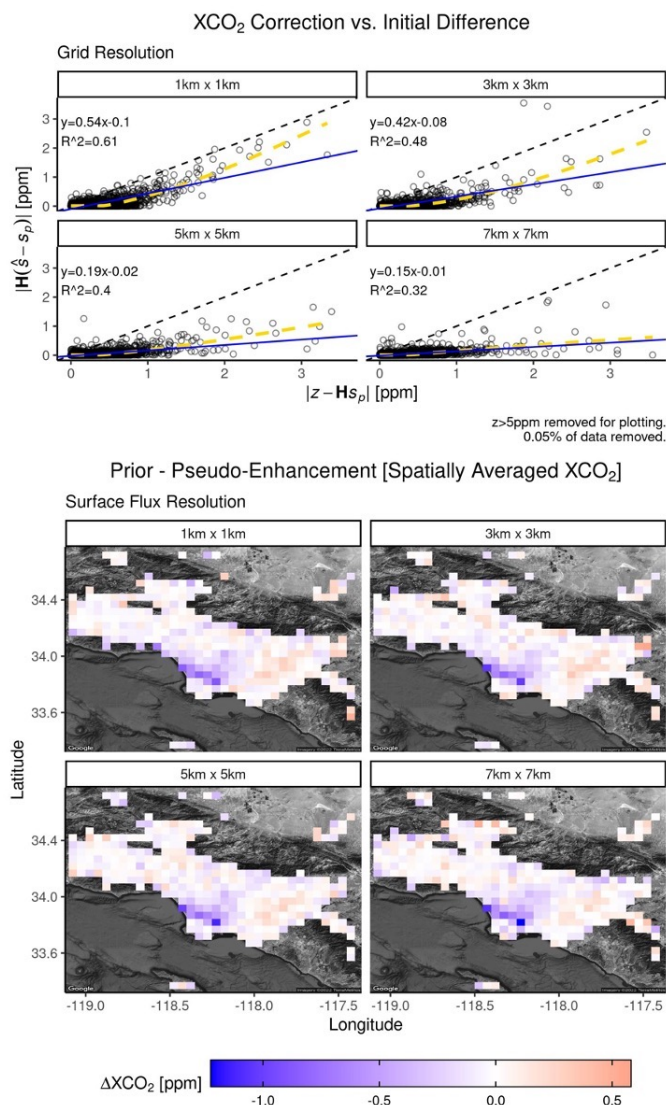 XCO₂ Correction vs. Initial Difference
Grid Resolution
1km x 1km
3km x 3km
y=0.54x-0.1
R^2=0.61
y=0.42x-0.08
R^2=0.48
3
2
1
0
5km x 5km
7km x 7km
y=0.19x-0.02
R^2=0.4
y=0.15x-0.01
R^2=0.32
3
2
1
0
|H(ŝ − sₚ)| [ppm]
0 1 2 3 0 1 2 3
|z − Hsₚ| [ppm]
z>5ppm removed for plotting.
0.05% of data removed.
Prior - Pseudo-Enhancement [Spatially Averaged XCO₂]
Surface Flux Resolution
1km x 1km
3km x 3km
34.4
34.0
33.6
Google
Google
5km x 5km
7km x 7km
34.4
34.0
33.6
Google
Google
Latitude
-119.0 -118.5 -118.0 -117.5 -119.0 -118.5 -118.0 -117.5
Longitude
ΔXCO₂ [ppm]
-1.0 -0.5 0.0 0.5